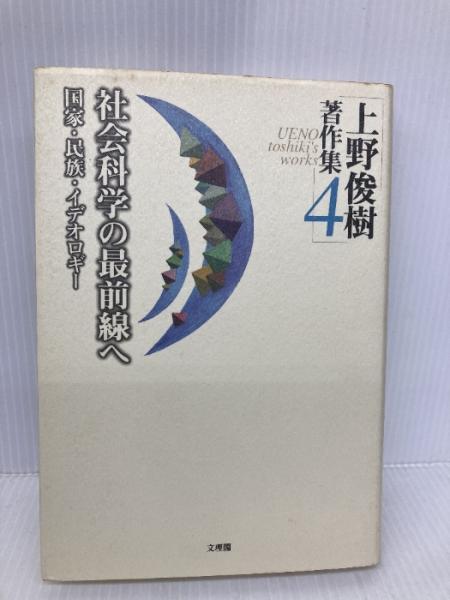 上野俊樹
著作集
4
UENO
toshiki's
works
社会科学の最前線へ
国家・民族・イデオロギー
文理閣